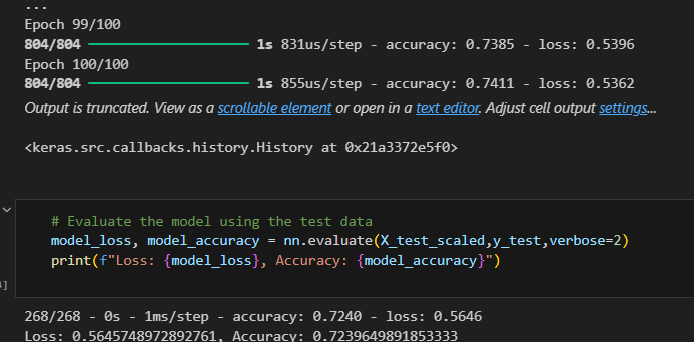 ...
Epoch 99/100
804/804 ━━━━━━━━━━━━━━━━━━━━ 1s 831us/step - accuracy: 0.7385 - loss: 0.5396
Epoch 100/100
804/804 ━━━━━━━━━━━━━━━━━━━━ 1s 855us/step - accuracy: 0.7411 - loss: 0.5362
Output is truncated. View as a scrollable element or open in a text editor. Adjust cell output settings...
<keras.src.callbacks.history.History at 0x21a3372e5f0>
# Evaluate the model using the test data
model_loss, model_accuracy = nn.evaluate(X_test_scaled,y_test,verbose=2)
print(f"Loss: {model_loss}, Accuracy: {model_accuracy}")
]
268/268 - 0s - 1ms/step - accuracy: 0.7240 - loss: 0.5646
Loss: 0.5645748972892761, Accuracy: 0.7239649891853333